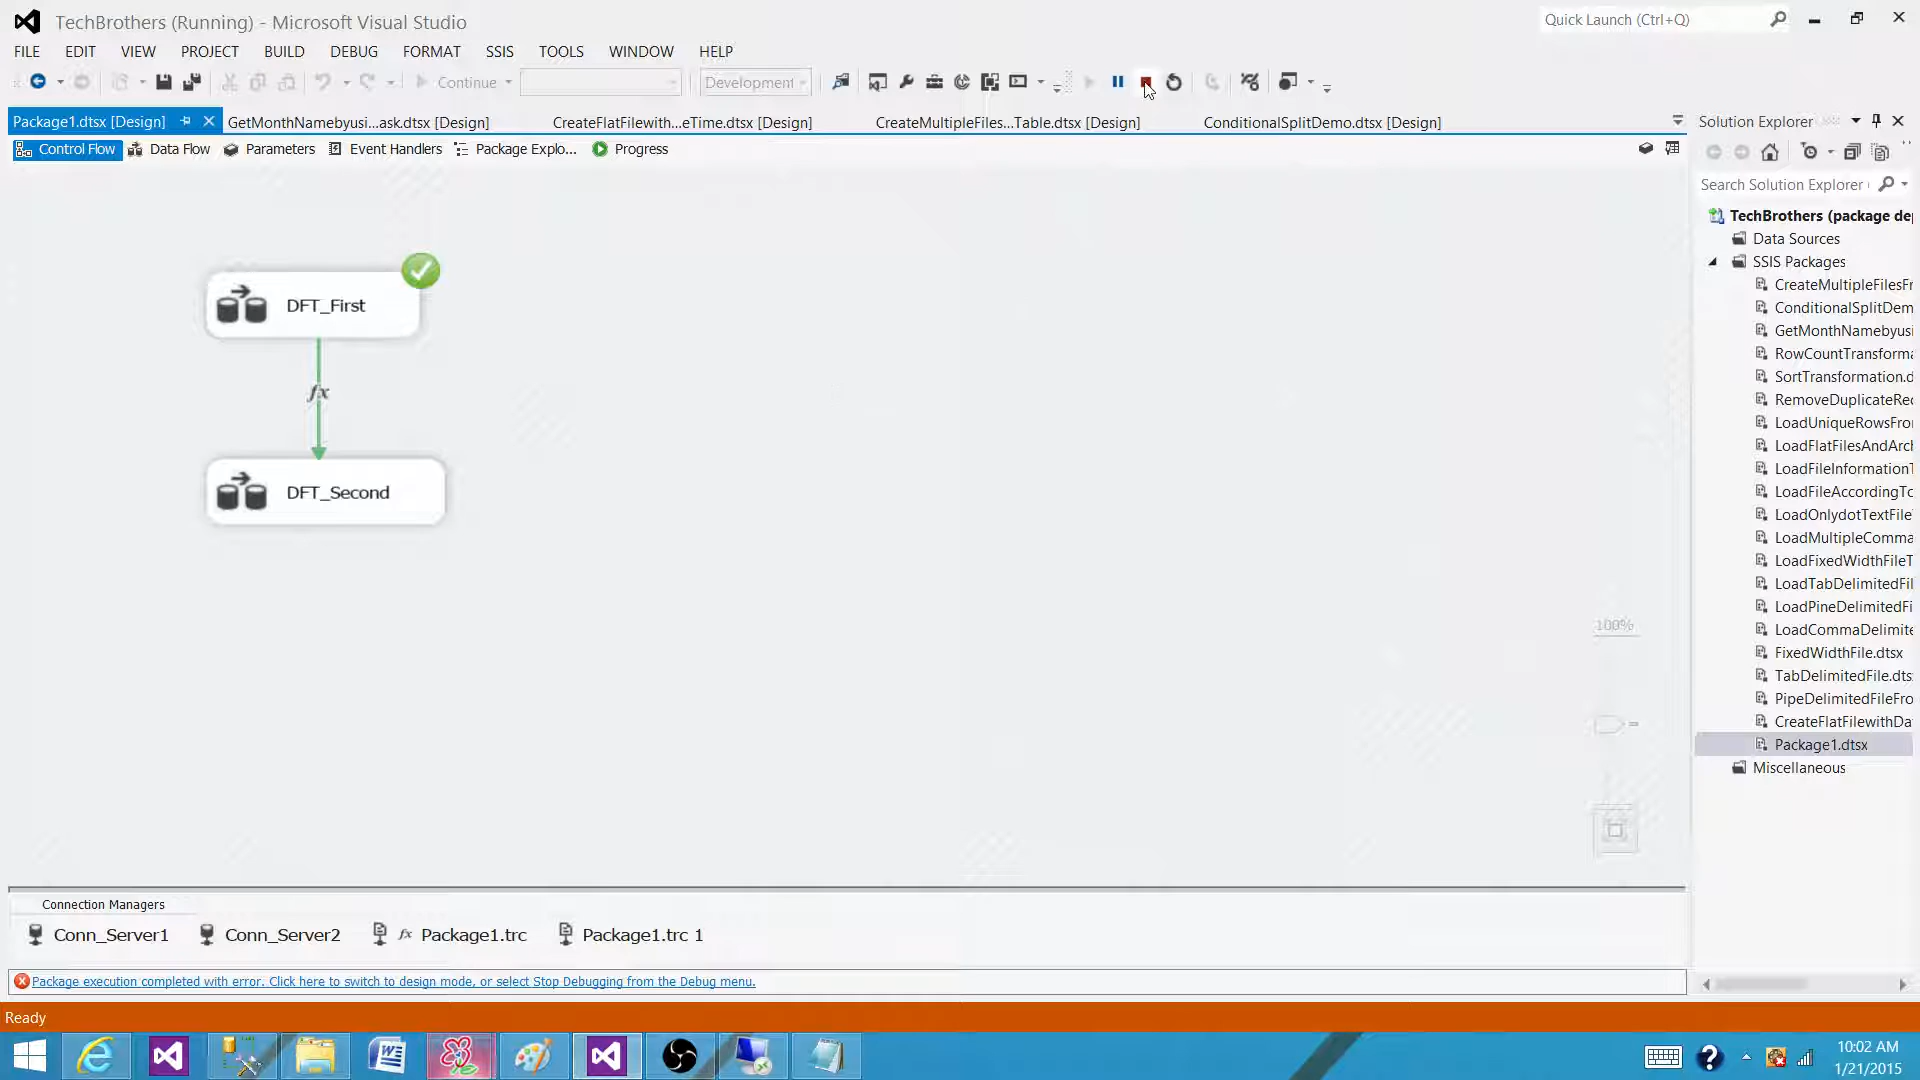 TechBrothers (Running) - Microsoft Visual Studio
Quick Launch (Ctrl+Q)
FILE EDIT VIEW PROJECT BUILD DEBUG FORMAT SSIS TOOLS WINDOW HELP
Continue
Development
Package1.dtsx [Design]
GetMonthNamebyusi...ask.dtsx [Design]
CreateFlatFilewith...eTime.dtsx [Design]
CreateMultipleFiles...Table.dtsx [Design]
ConditionalSplitDemo.dtsx [Design]
Control Flow
Data Flow
Parameters
Event Handlers
Package Explo...
Progress
DFT_First
fx
DFT_Second
100%
Connection Managers
Conn_Server1
Conn_Server2
fx Package1.trc
Package1.trc 1
Package execution completed with error. Click here to switch to design mode, or select Stop Debugging from the Debug menu.
Ready
Solution Explorer
Search Solution Explorer (
TechBrothers (package de
Data Sources
SSIS Packages
CreateMultipleFilesFr
ConditionalSplitDem
GetMonthNamebyusi
RowCountTransforma
SortTransformation.d
RemoveDuplicateRec
LoadUniqueRowsFro
LoadFlatFilesAndArch
LoadFileInformationT
LoadFileAccordingTo
LoadOnlydotTextFile
LoadMultipleComma
LoadFixedWidthFileT
LoadTabDelimitedFil
LoadPineDelimitedFi
LoadCommaDelimite
FixedWidthFile.dtsx
TabDelimitedFile.dts
PipeDelimitedFileFro
CreateFlatFilewithDa
Package1.dtsx
Miscellaneous
10:02 AM
1/21/2015